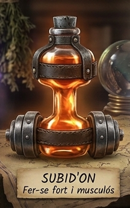 SUBID'ON
Fer-se fort i musculós